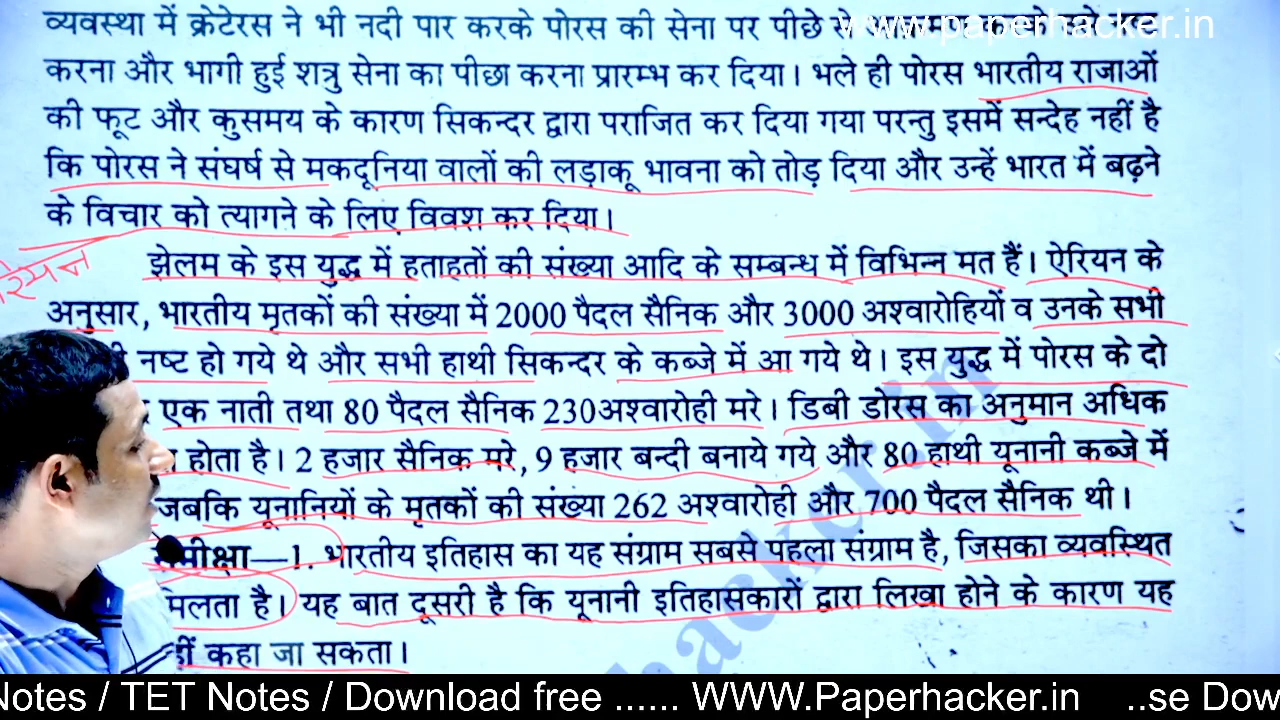 www.paperhacker.in
व्यवस्था में क्रेटेरस ने भी नदी पार करके पोरस की सेना पर पीछे से
करना और भागी हुई शत्रु सेना का पीछा करना प्रारम्भ कर दिया। भले ही पोरस भारतीय राजाओं
की फूट और कुसमय के कारण सिकन्दर द्वारा पराजित कर दिया गया परन्तु इसमें सन्देह नहीं है
कि पोरस ने संघर्ष से मकदूनिया वालों की लड़ाकू भावना को तोड़ दिया और उन्हें भारत में बढ़ने
के विचार को त्यागने के लिए विवश कर दिया।
झेलम के इस युद्ध में हताहतों की संख्या आदि के सम्बन्ध में विभिन्न मत हैं। ऐरियन के
अनुसार, भारतीय मृतकों की संख्या में 2000 पैदल सैनिक और 3000 अश्वारोहियों व उनके सभी
नष्ट हो गये थे और सभी हाथी सिकन्दर के कब्जे में आ गये थे। इस युद्ध में पोरस के दो
एक नाती तथा 80 पैदल सैनिक 230अश्वारोही मरे। डिबी डोरस का अनुमान अधिक
होता है। 2 हजार सैनिक मरे, 9 हजार बन्दी बनाये गये और 80 हाथी यूनानी कब्जे में
जबकि यूनानियों के मृतकों की संख्या 262 अश्वारोही और 700 पैदल सैनिक थी।
समीक्षा—1. भारतीय इतिहास का यह संग्राम सबसे पहला संग्राम है, जिसका व्यवस्थित
मिलता है। यह बात दूसरी है कि यूनानी इतिहासकारों द्वारा लिखा होने के कारण यह
कहा जा सकता।
hacker.in
Notes / TET Notes / Download free ...... WWW.Paperhacker.in ..se Dow